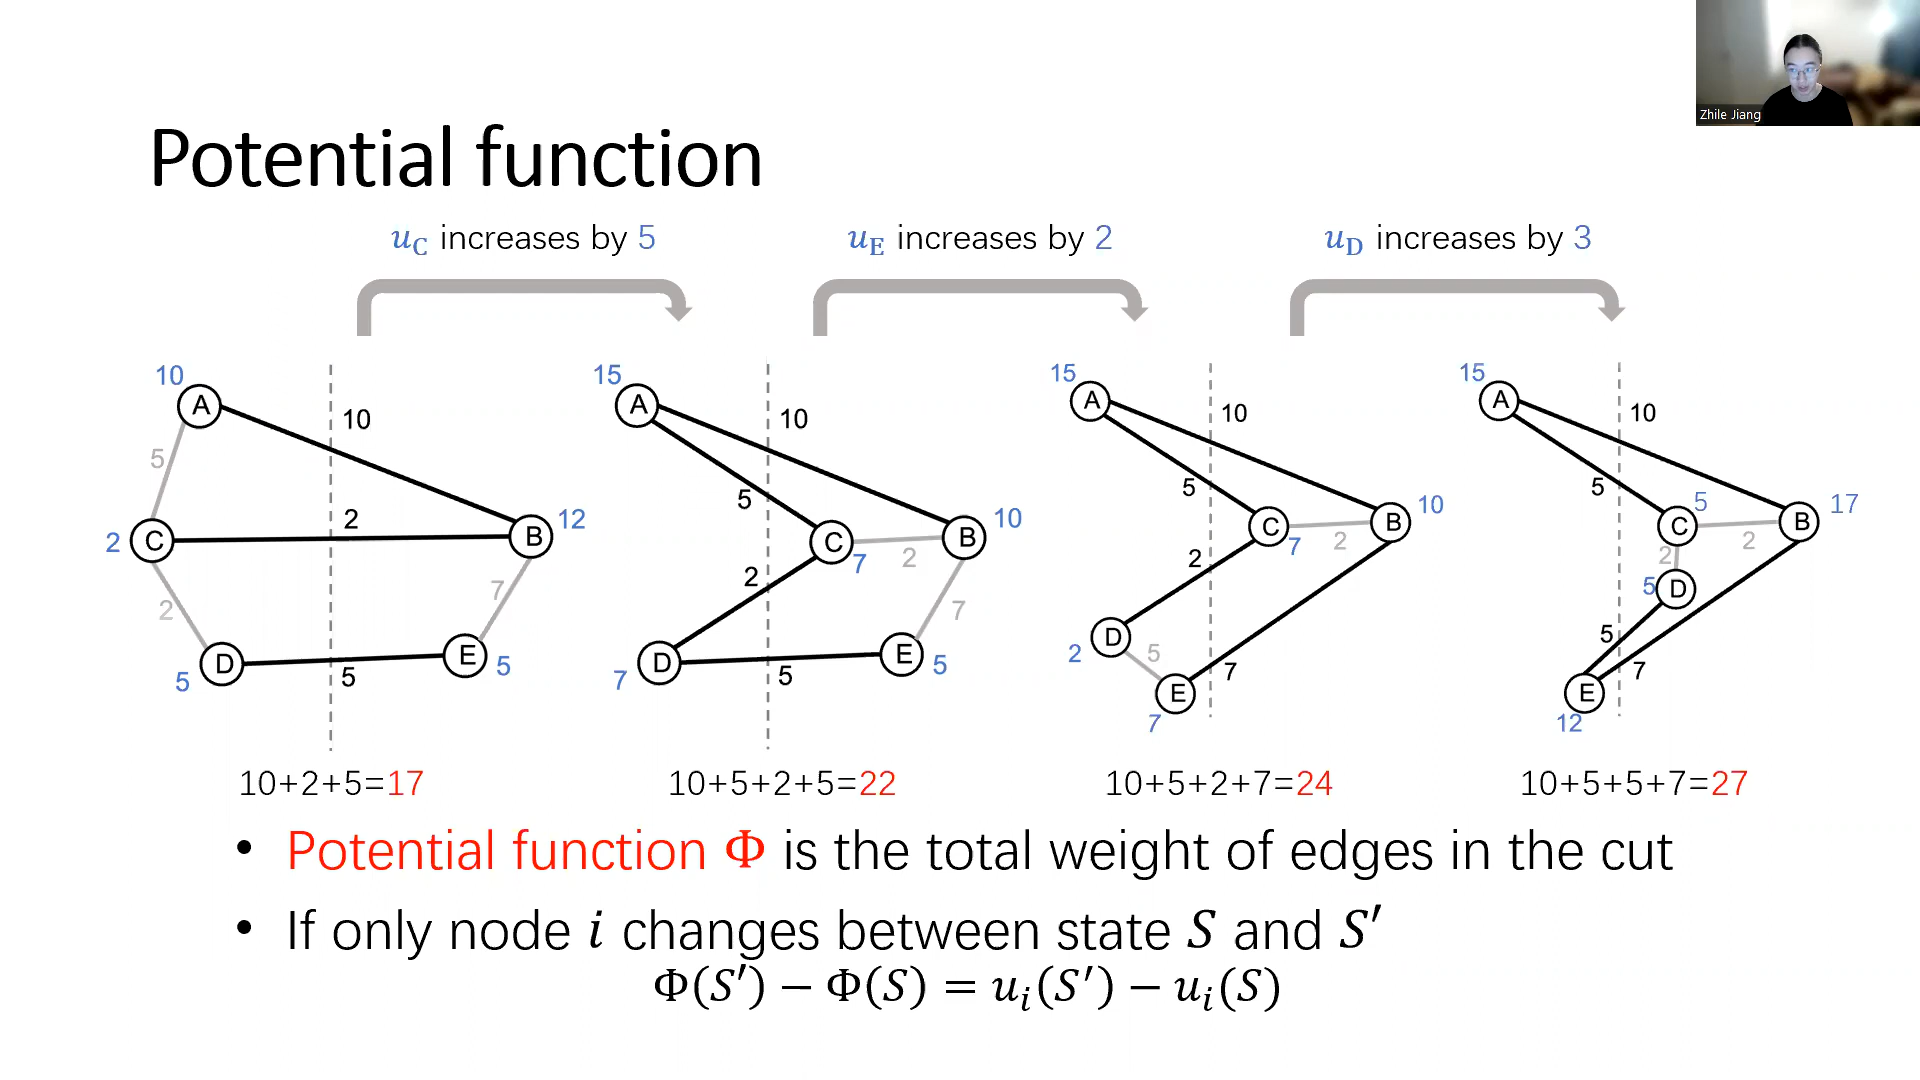 Zhile Jiang
Potential function
u_C increases by 5
u_E increases by 2
u_D increases by 3
10
A
10
5
2
C
2
B
12
2
7
5
D
5
E
5
15
A
10
5
C
7
2
B
10
2
7
7
D
5
E
5
15
A
10
5
C
7
2
B
10
2
2
D
5
7
E
7
15
A
10
5
5
C
2
B
17
2
5
D
5
7
E
12
10+2+5=17
10+5+2+5=22
10+5+2+7=24
10+5+5+7=27
• Potential function Φ is the total weight of edges in the cut
• If only node i changes between state S and S′
Φ(S′) − Φ(S) = u_i(S′) − u_i(S)